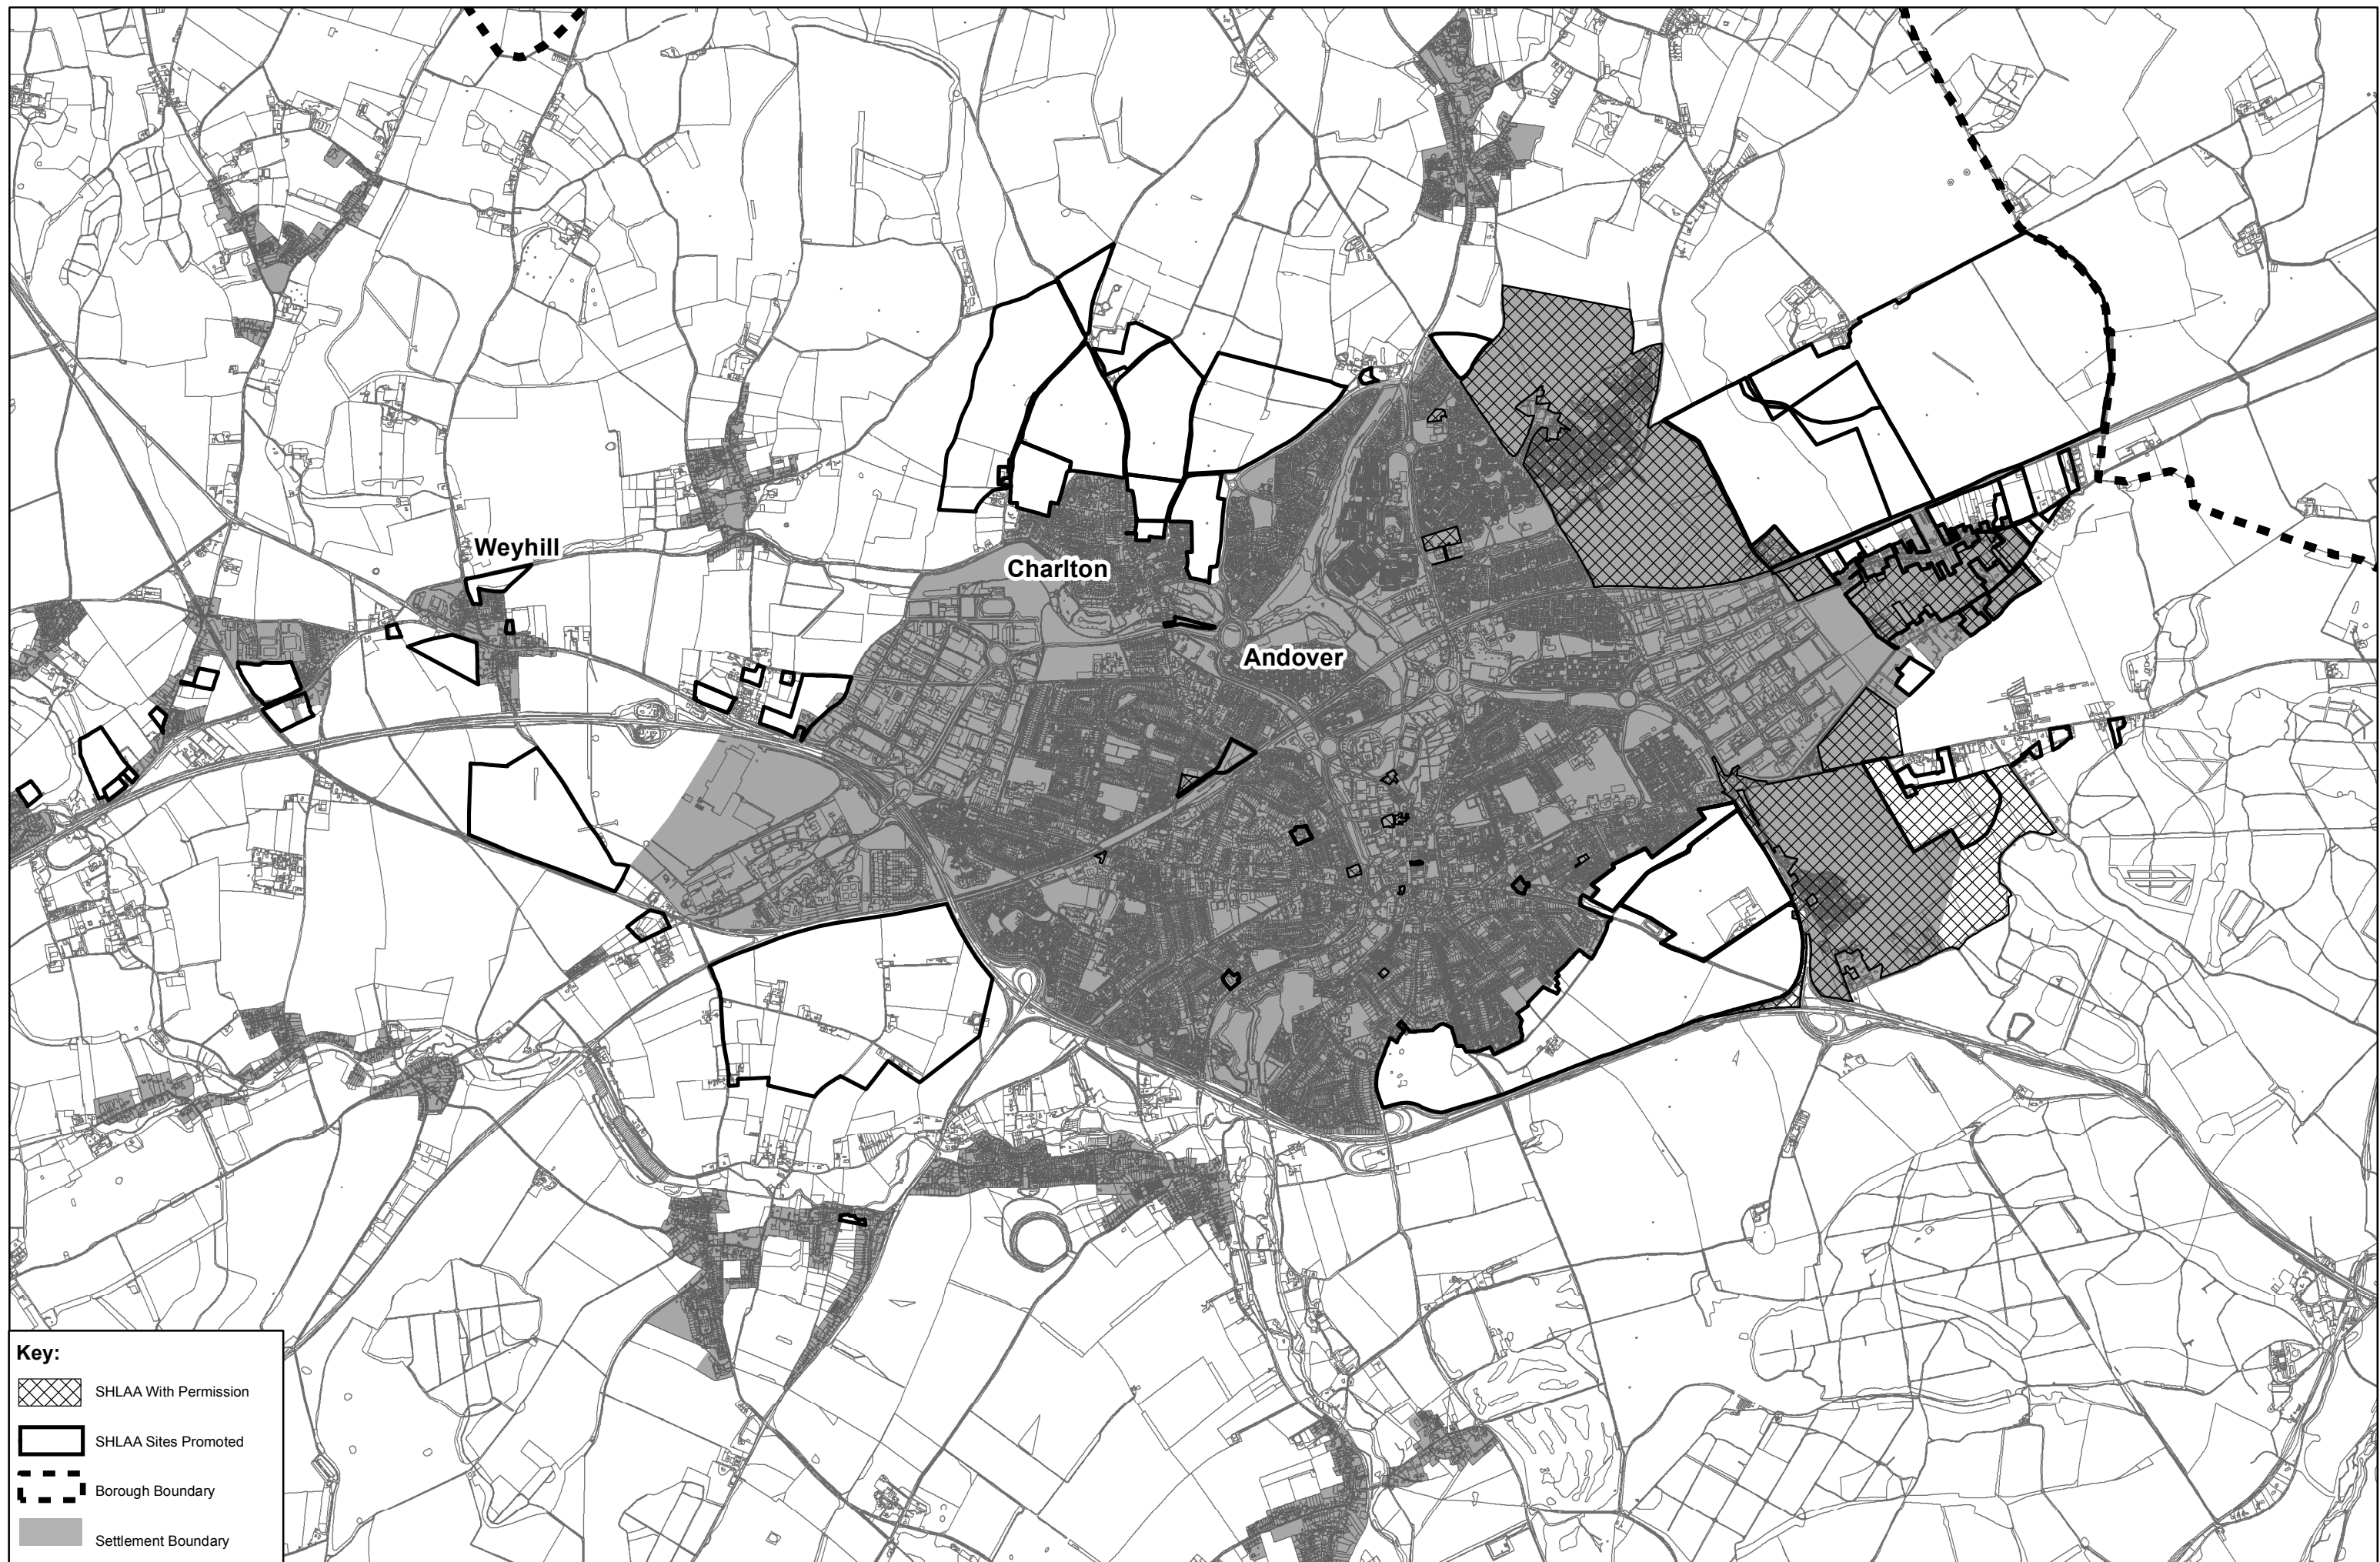 Weyhill
Charlton
Andover
Key:
SHLAA With Permission
SHLAA Sites Promoted
Borough Boundary
Settlement Boundary